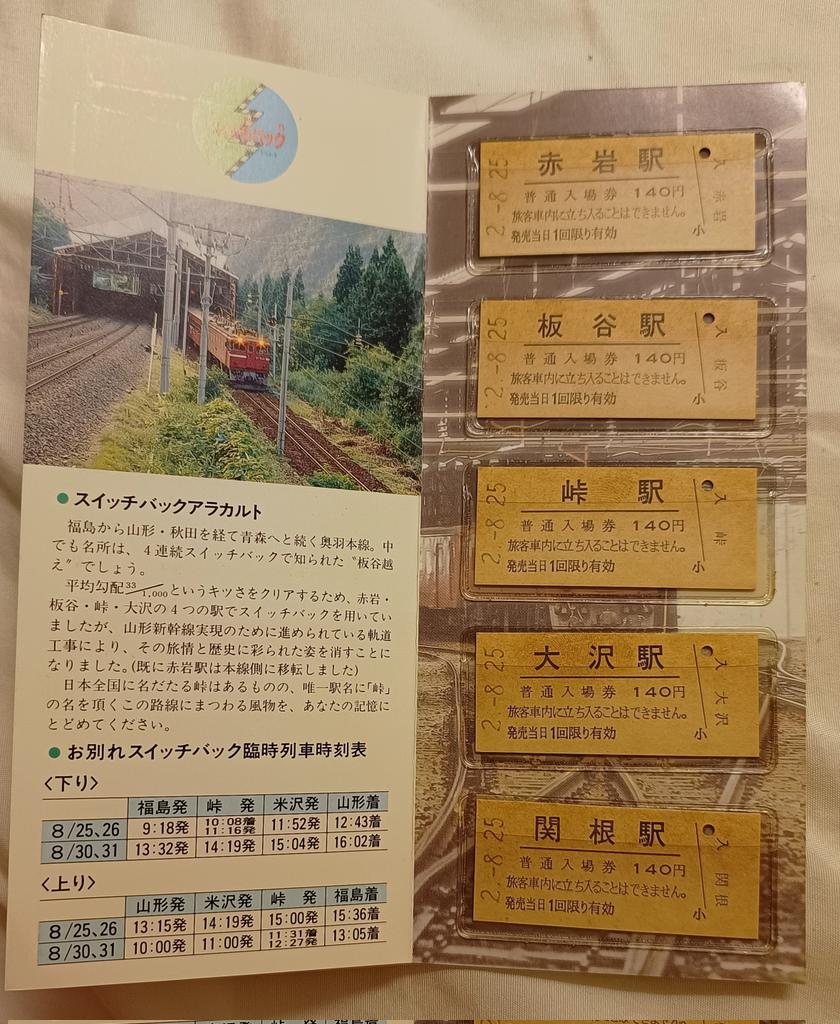 バック
●スイッチバックアラカルト
福島から山形・秋田を経て青森へと続く奥羽本線。中
でも名所は、4連続スイッチバックで知られた〝板谷越
え〟でしょう。
平均勾配33/1,000というキツさをクリアするため、赤岩・
板谷・峠・大沢の4つの駅でスイッチバックを用いてい
ましたが、山形新幹線実現のために進められている軌道
工事により、その旅情と歴史に彩られた姿を消すことに
なりました。(既に赤岩駅は本線側に移転しました)
日本全国に名だたる峠はあるものの、唯一駅名に「峠」
の名を頂くこの路線にまつわる風物を、あなたの記憶に
とどめてください。
●お別れスイッチバック臨時列車時刻表
〈下り〉
福島発 峠 発 米沢発 山形着
8/25、26 9:18発 10:08着 11:16発 11:52発 12:43着
8/30、31 13:32発 14:19発 15:04発 16:02着
〈上り〉
山形発 米沢発 峠 発 福島着
8/25、26 13:15発 14:19発 15:00発 15:36着
8/30、31 10:00発 11:00発 11:31着 12:27発 13:05着
2.-8.25
赤岩駅
普通入場券 140円
旅客車内に立ち入ることはできません。
発売当日1回限り有効
小
入 赤岩
2.-8.25
板谷駅
普通入場券 140円
旅客車内に立ち入ることはできません。
発売当日1回限り有効
小
入 板谷
2.-8.25
峠駅
普通入場券 140円
旅客車内に立ち入ることはできません。
発売当日1回限り有効
小
入 峠
2.-8.25
大沢駅
普通入場券 140円
旅客車内に立ち入ることはできません。
発売当日1回限り有効
小
入 大沢
2.-8.25
関根駅
普通入場券 140円
旅客車内に立ち入ることはできません。
発売当日1回限り有効
小
入 関根